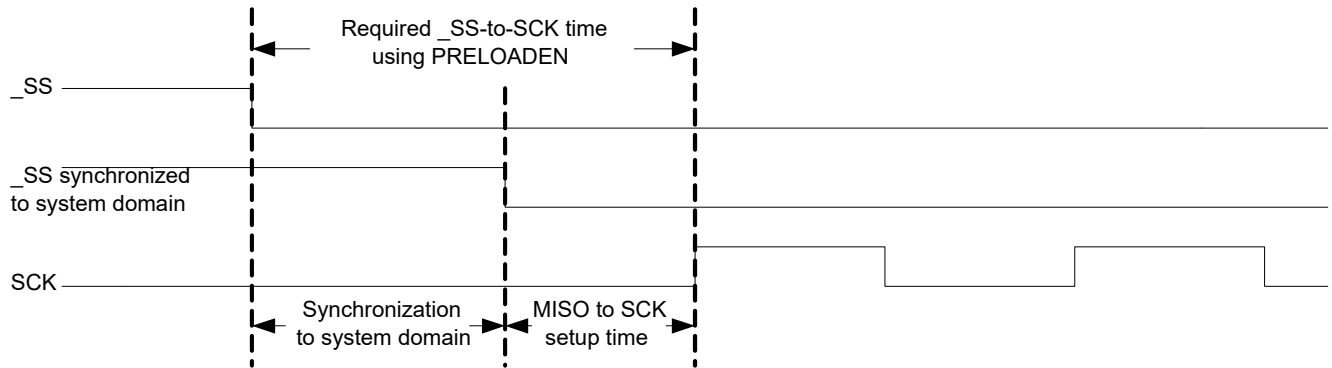 Required _SS-to-SCK time
using PRELOADEN
_SS
_SS synchronized
to system domain
SCK
Synchronization
to system domain
MISO to SCK
setup time